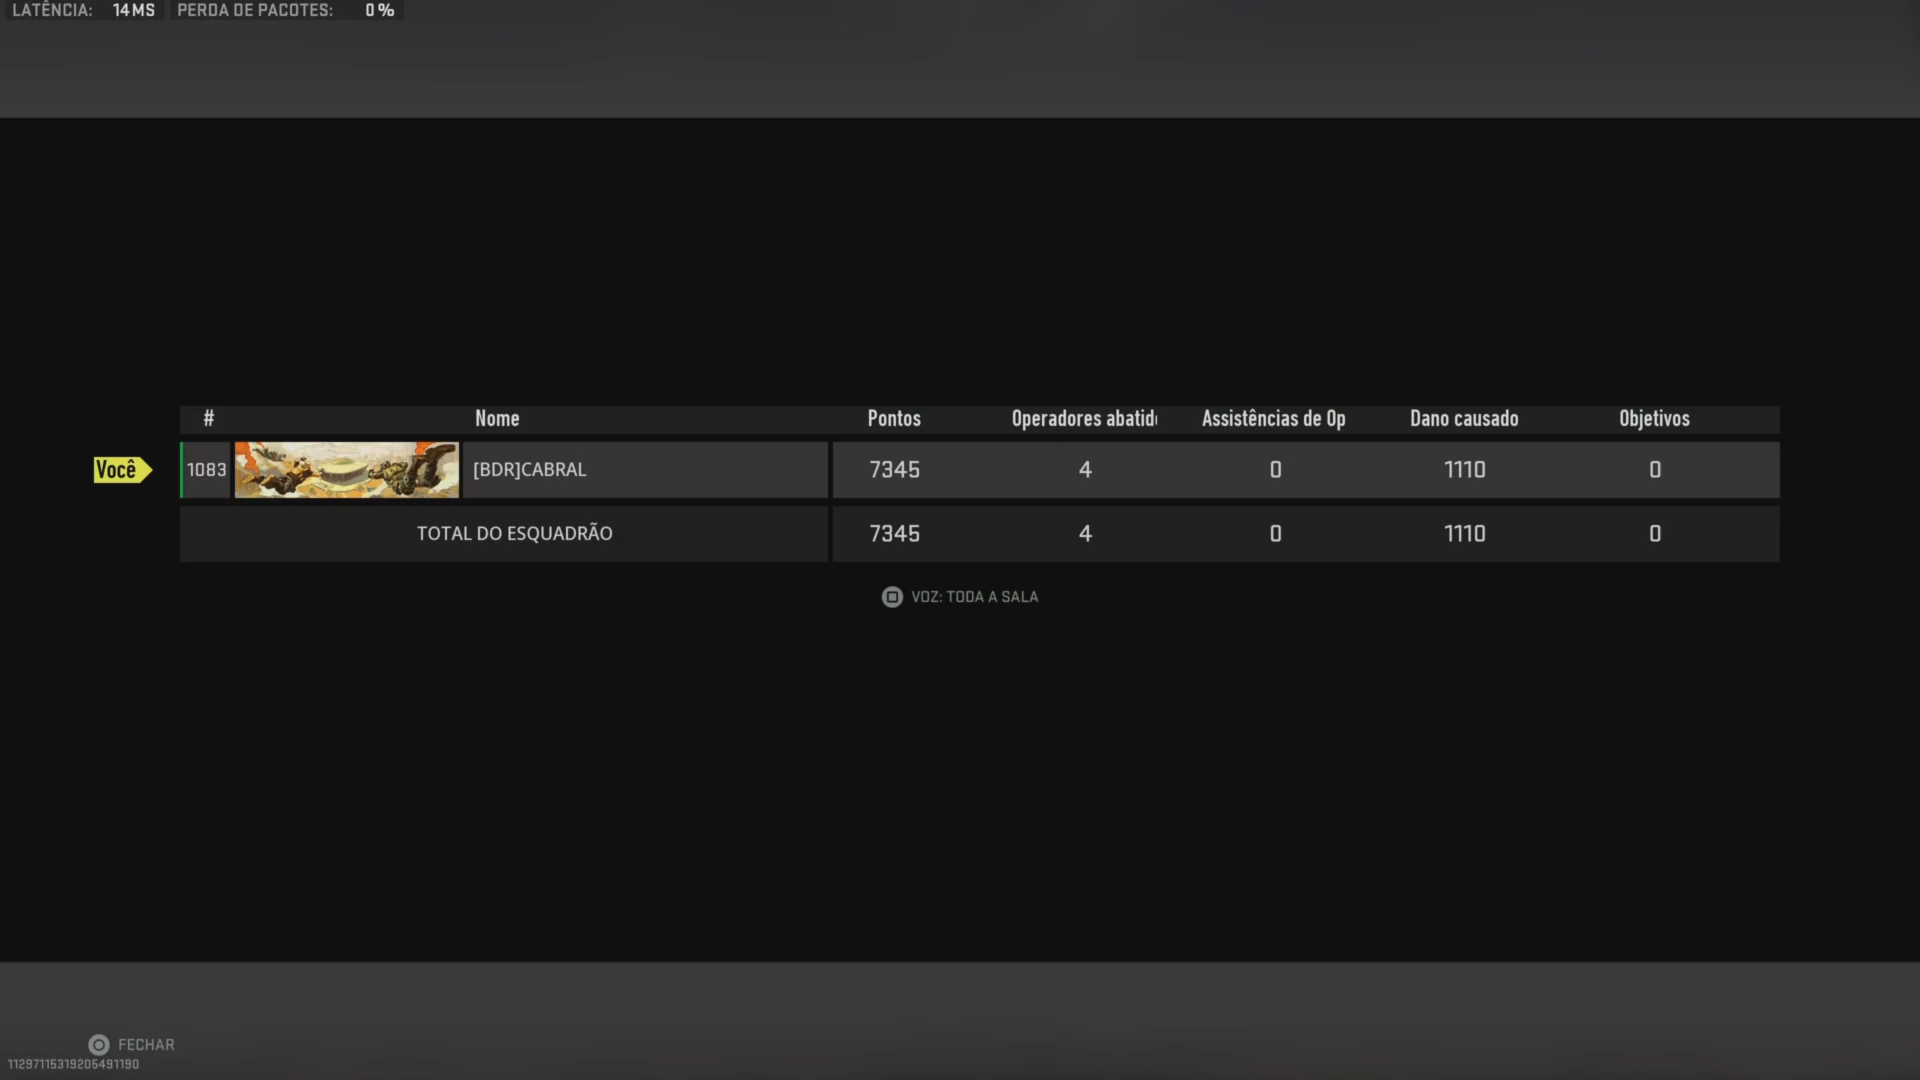 LATÊNCIA: 14 MS PERDA DE PACOTES: 0 %
# Nome Pontos Operadores abatid Assistências de Op Dano causado Objetivos
Você 1083 [BDR]CABRAL 7345 4 0 1110 0
TOTAL DO ESQUADRÃO 7345 4 0 1110 0
VOZ: TODA A SALA
FECHAR
11297115319205491190